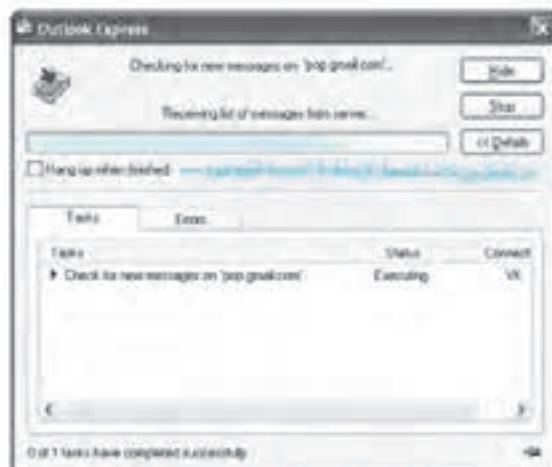 Outlook Express
Checking for new messages on 'pop.gmail.com'...
Hide
Receiving list of messages from server...
Stop
<< Details
Hang up when finished
Tasks
Errors
Tasks Status Connect
Check for new messages on 'pop.gmail.com' Executing
0 of 1 tasks have completed successfully